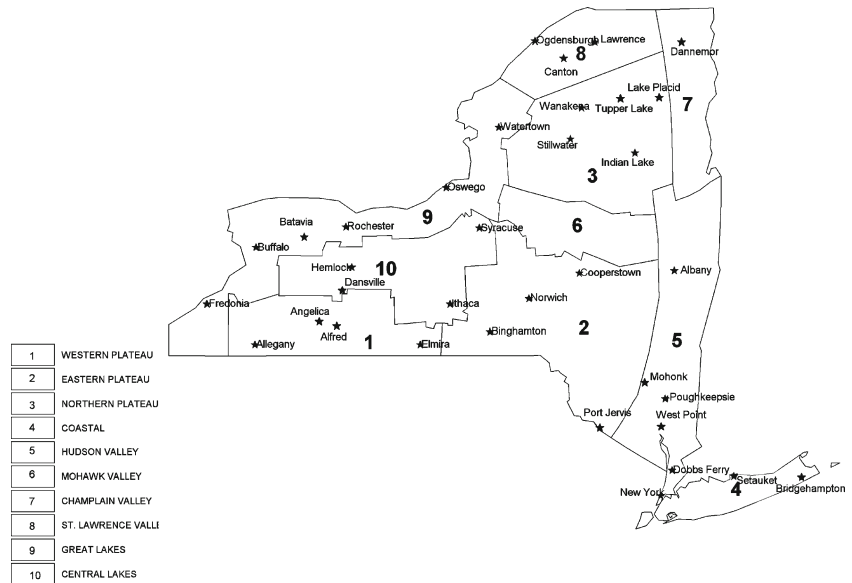 Ogdensburgh Lawrence
8
Dannemor
Canton
Lake Placid
7
Wanakena
Tupper Lake
Watertown
Stillwater
Indian Lake
3
Oswego
9
Batavia
Rochester
6
Syracuse
Buffalo
Hemlock
10
Cooperstown
Albany
Dansville
Fredonia
Ithaca
Norwich
Angelica
2
Alfred
Binghamton
Allegany
1
Elmira
5
Mohonk
Poughkeepsie
Port Jervis
West Point
Dobbs Ferry
Setauket
4
Bridgehampton
New York
1 WESTERN PLATEAU
2 EASTERN PLATEAU
3 NORTHERN PLATEAU
4 COASTAL
5 HUDSON VALLEY
6 MOHAWK VALLEY
7 CHAMPLAIN VALLEY
8 ST. LAWRENCE VALLE
9 GREAT LAKES
10 CENTRAL LAKES